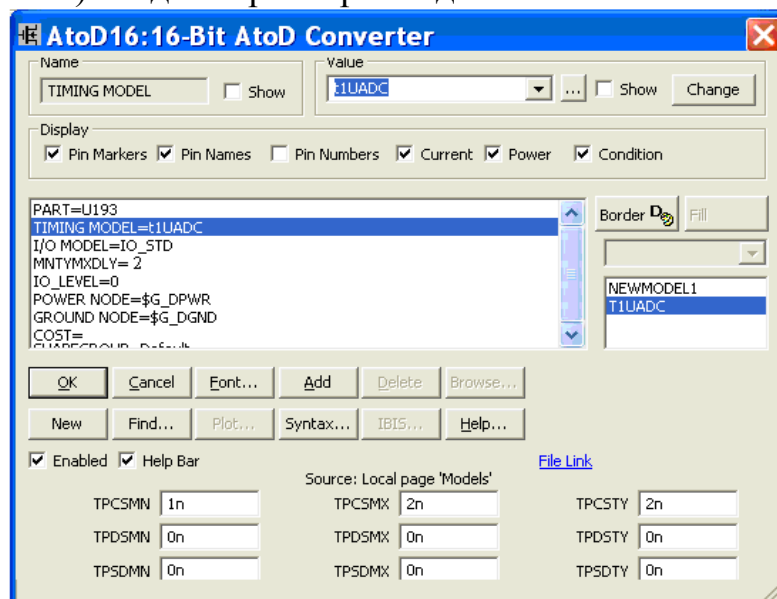 AtoD16:16-Bit AtoD Converter
Name
TIMING MODEL
Show
Value
t1UADC
...
Show
Change
Display
Pin Markers Pin Names Pin Numbers Current Power Condition
PART=U193
TIMING MODEL=t1UADC
I/O MODEL=IO_STD
MNTYMXDLY= 2
IO_LEVEL=0
POWER NODE=$G_DPWR
GROUND NODE=$G_DGND
COST=
Border
Fill
NEWMODEL1
T1UADC
OK Cancel Font... Add Delete Browse...
New Find... Plot... Syntax... IBIS... Help...
Enabled Help Bar
Source: Local page 'Models'
File Link
TPCSMN 1n TPCSMX 2n TPCSTY 2n
TPDSMN 0n TPDSMX 0n TPDSTY 0n
TPSDMN 0n TPSDMX 0n TPSDTY 0n